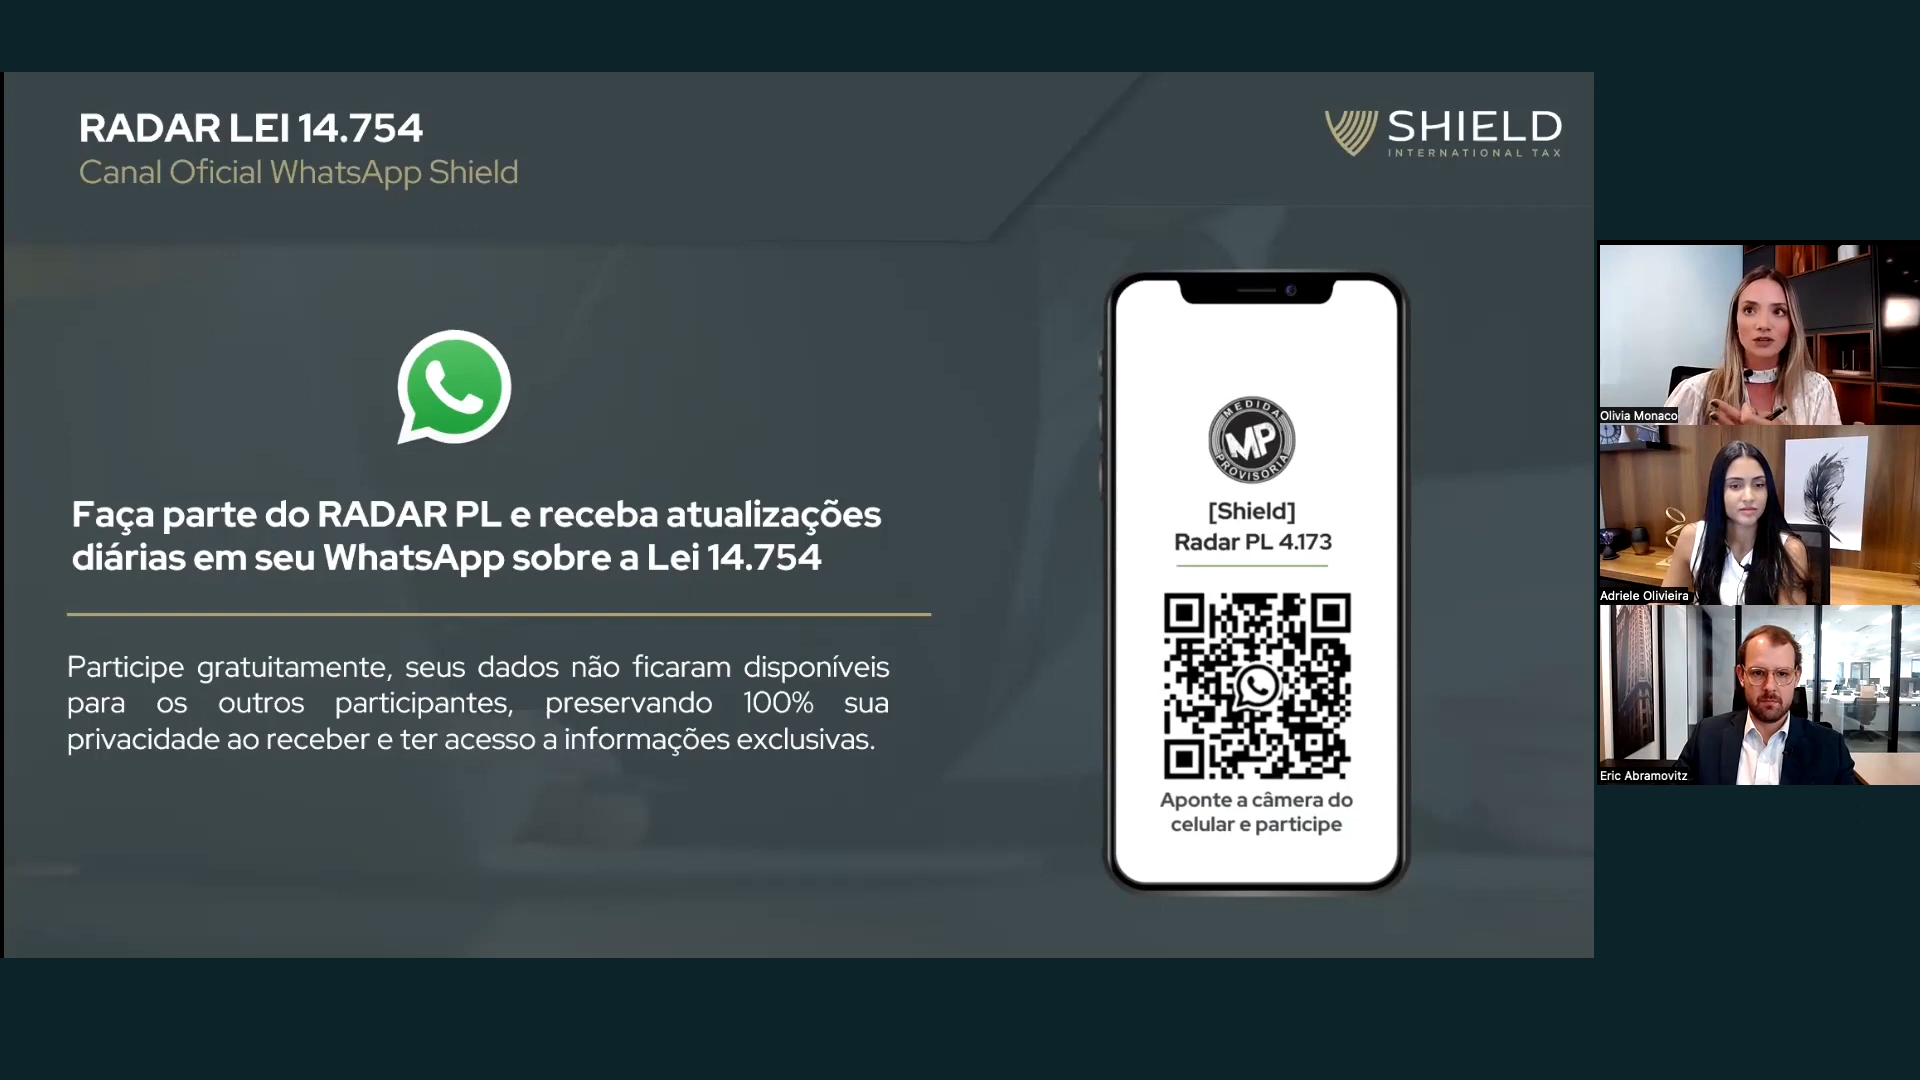 RADAR LEI 14.754
Canal Oficial WhatsApp Shield
SHIELD
INTERNATIONAL TAX
Faça parte do RADAR PL e receba atualizações
diárias em seu WhatsApp sobre a Lei 14.754
Participe gratuitamente, seus dados não ficaram disponíveis
para os outros participantes, preservando 100% sua
privacidade ao receber e ter acesso a informações exclusivas.
MEDIDA
MP
PROVISORIA
[Shield]
Radar PL 4.173
Aponte a câmera do
celular e participe
Olivia Monaco
Adriele Olivieira
Eric Abramovitz